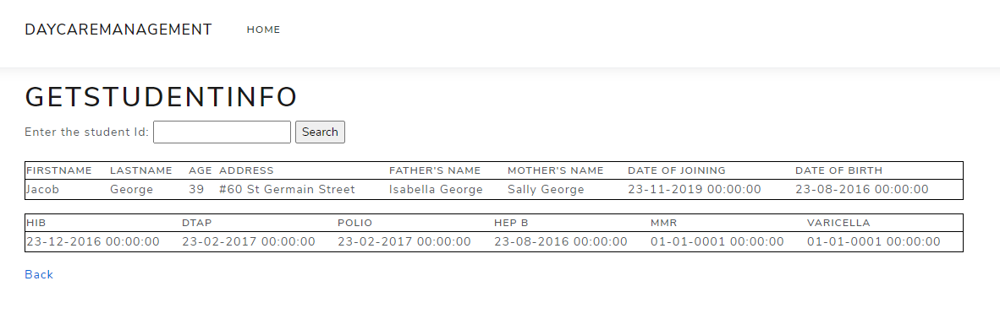 DAYCAREMANAGEMENT HOME
GETSTUDENTINFO
Enter the student Id: Search
FIRSTNAME LASTNAME AGE ADDRESS FATHER'S NAME MOTHER'S NAME DATE OF JOINING DATE OF BIRTH
Jacob George 39 #60 St Germain Street Isabella George Sally George 23-11-2019 00:00:00 23-08-2016 00:00:00
HIB DTAP POLIO HEP B MMR VARICELLA
23-12-2016 00:00:00 23-02-2017 00:00:00 23-02-2017 00:00:00 23-08-2016 00:00:00 01-01-0001 00:00:00 01-01-0001 00:00:00
Back